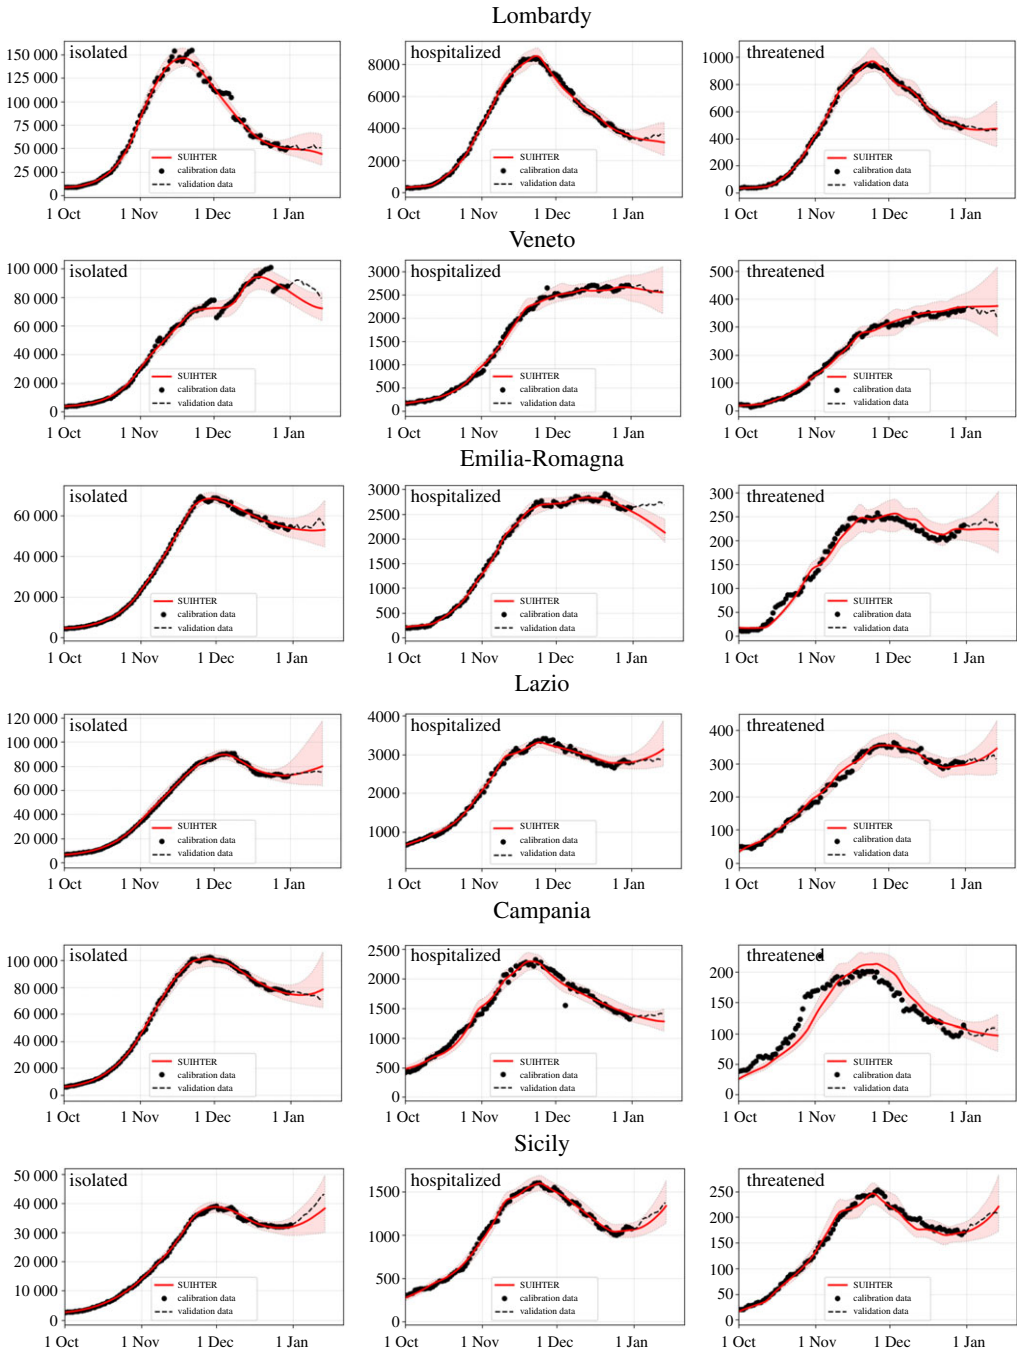 Lombardy
isolated
150 000
125 000
100 000
75 000
50 000
25 000
0
SUIHTER
calibration data
validation data
1 Oct 1 Nov 1 Dec 1 Jan
hospitalized
8000
6000
4000
2000
0
SUIHTER
calibration data
validation data
1 Oct 1 Nov 1 Dec 1 Jan
threatened
1000
800
600
400
200
0
SUIHTER
calibration data
validation data
1 Oct 1 Nov 1 Dec 1 Jan
Veneto
isolated
100 000
80 000
60 000
40 000
20 000
0
SUIHTER
calibration data
validation data
1 Oct 1 Nov 1 Dec 1 Jan
hospitalized
3000
2500
2000
1500
1000
500
0
SUIHTER
calibration data
validation data
1 Oct 1 Nov 1 Dec 1 Jan
threatened
500
400
300
300
100
0
SUIHTER
calibration data
validation data
1 Oct 1 Nov 1 Dec 1 Jan
Emilia-Romagna
isolated
60 000
40 000
20 000
0
SUIHTER
calibration data
validation data
1 Oct 1 Nov 1 Dec 1 Jan
hospitalized
3000
2500
2000
1500
1000
500
0
SUIHTER
calibration data
validation data
1 Oct 1 Nov 1 Dec 1 Jan
threatened
300
250
200
150
100
50
0
SUIHTER
calibration data
validation data
1 Oct 1 Nov 1 Dec 1 Jan
Lazio
isolated
120 000
100 000
80 000
60 000
40 000
20 000
0
SUIHTER
calibration data
validation data
1 Oct 1 Nov 1 Dec 1 Jan
hospitalized
4000
3000
2000
1000
SUIHTER
calibration data
validation data
1 Oct 1 Nov 1 Dec 1 Jan
threatened
400
300
200
100
0
SUIHTER
calibration data
validation data
1 Oct 1 Nov 1 Dec 1 Jan
Campania
isolated
100 000
80 000
60 000
40 000
20 000
0
SUIHTER
calibration data
validation data
1 Oct 1 Nov 1 Dec 1 Jan
hospitalized
2500
2000
1500
1000
500
0
SUIHTER
calibration data
validation data
1 Oct 1 Nov 1 Dec 1 Jan
threatened
200
150
100
50
0
SUIHTER
calibration data
validation data
1 Oct 1 Nov 1 Dec 1 Jan
Sicily
isolated
50 000
40 000
30 000
20 000
10 000
0
SUIHTER
calibration data
validation data
1 Oct 1 Nov 1 Dec 1 Jan
hospitalized
1500
1000
500
0
SUIHTER
calibration data
validation data
1 Oct 1 Nov 1 Dec 1 Jan
threatened
250
200
150
100
50
0
SUIHTER
calibration data
validation data
1 Oct 1 Nov 1 Dec 1 Jan